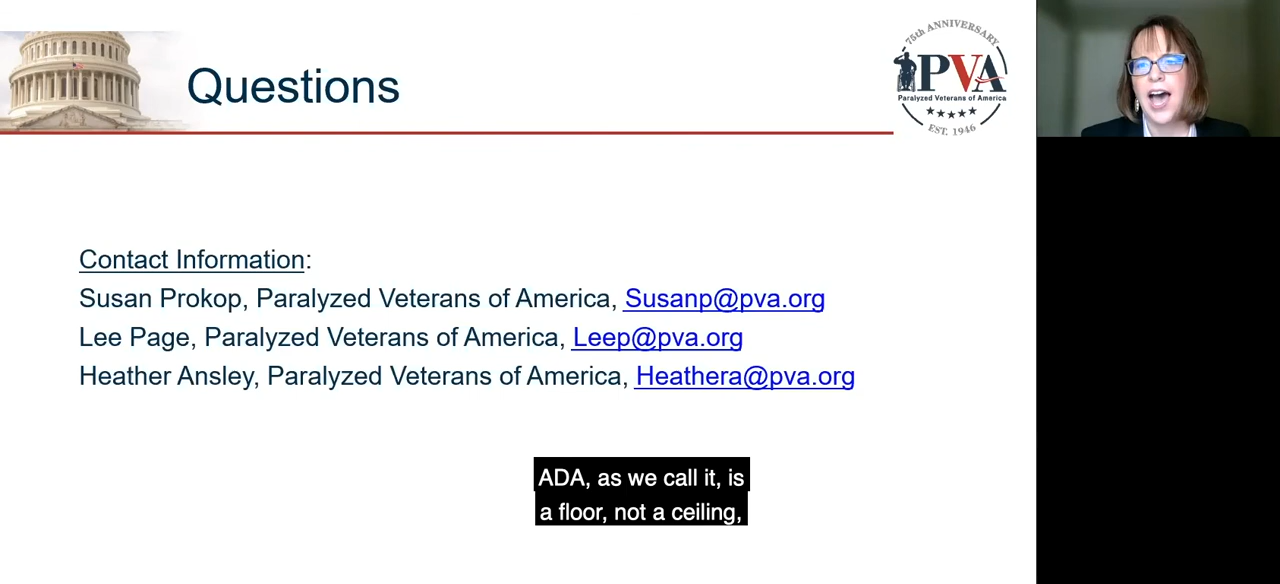 Questions
75th ANNIVERSARY
PVA
Paralyzed Veterans of America
EST. 1946
Contact Information:
Susan Prokop, Paralyzed Veterans of America, Susanp@pva.org
Lee Page, Paralyzed Veterans of America, Leep@pva.org
Heather Ansley, Paralyzed Veterans of America, Heathera@pva.org
ADA, as we call it, is
a floor, not a ceiling,